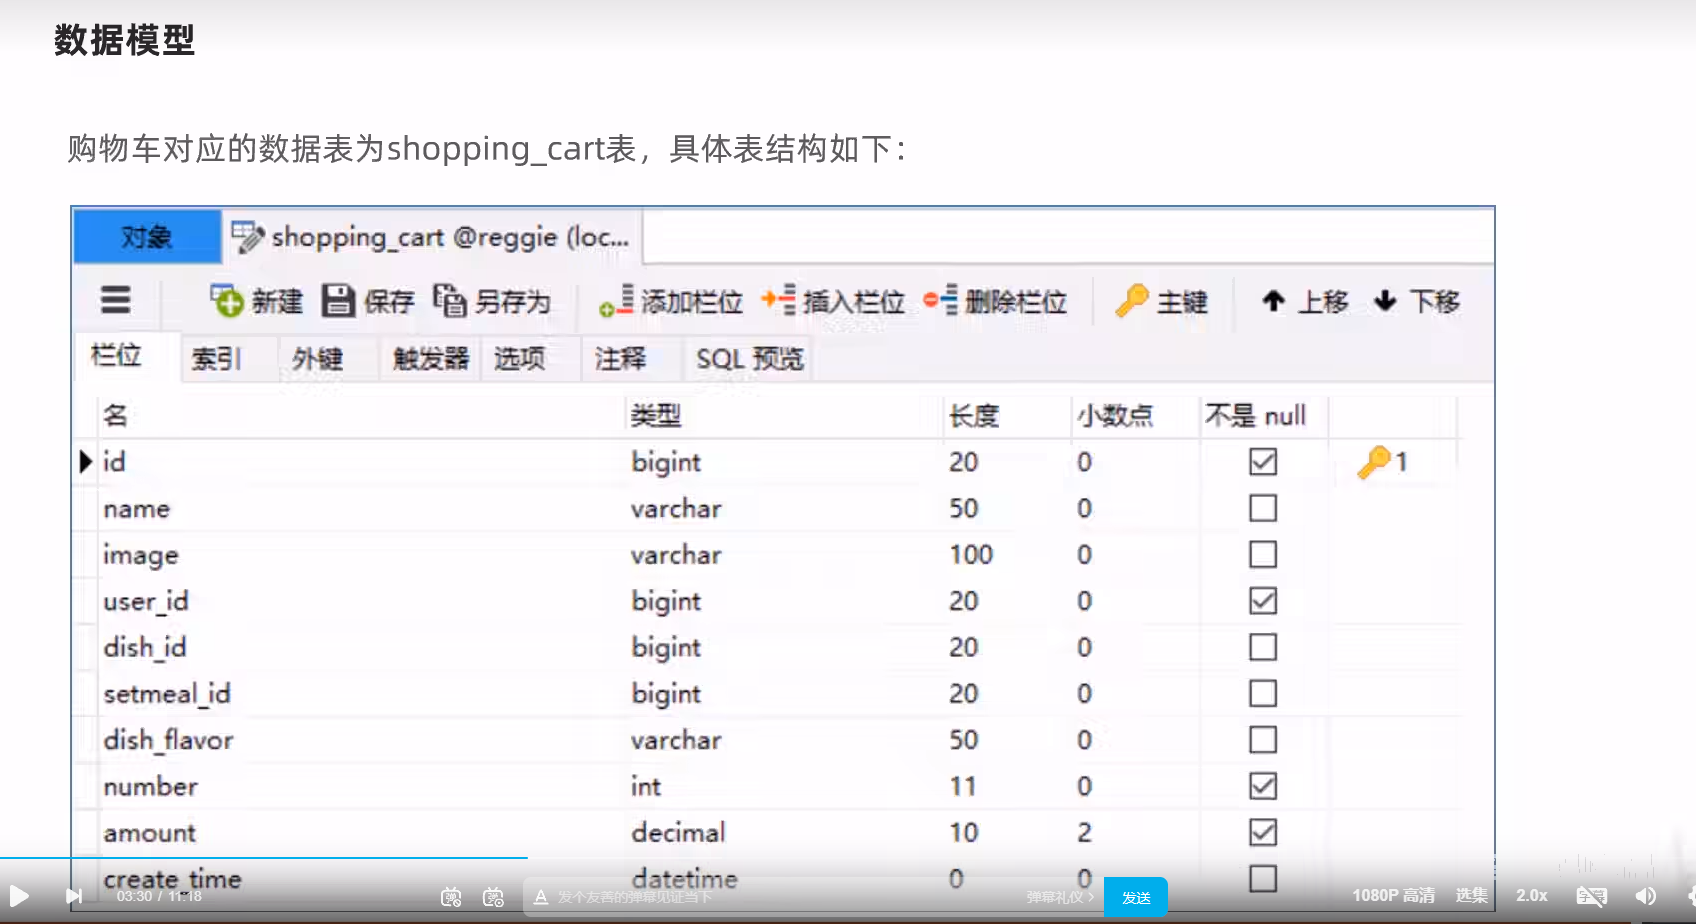 数据模型
购物车对应的数据表为shopping_cart表，具体表结构如下：
对象 shopping_cart @reggie (loc...
新建 保存 另存为 添加栏位 插入栏位 删除栏位 主键 上移 下移
栏位 索引 外键 触发器 选项 注释 SQL 预览
名 类型 长度 小数点 不是 null
id bigint 20 0 1
name varchar 50 0
image varchar 100 0
user_id bigint 20 0
dish_id bigint 20 0
setmeal_id bigint 20 0
dish_flavor varchar 50 0
number int 11 0
amount decimal 10 2
create_time datetime 0 0
03:30 / 11:18 A 发个友善的弹幕见证当下 弹幕礼仪 发送 1080P 高清 选集 2.0x 字幕